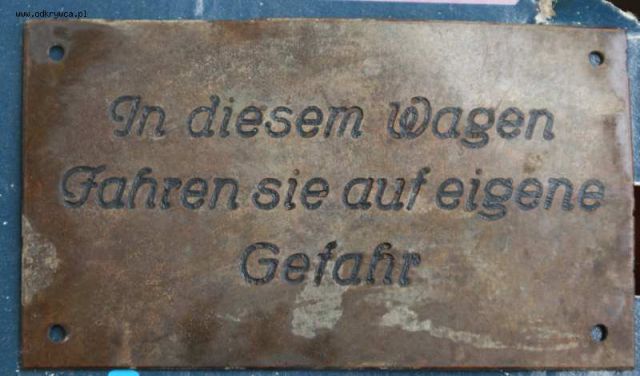 www.odkrywca.pl
In diesem Wagen
Fahren sie auf eigene
Gefahr